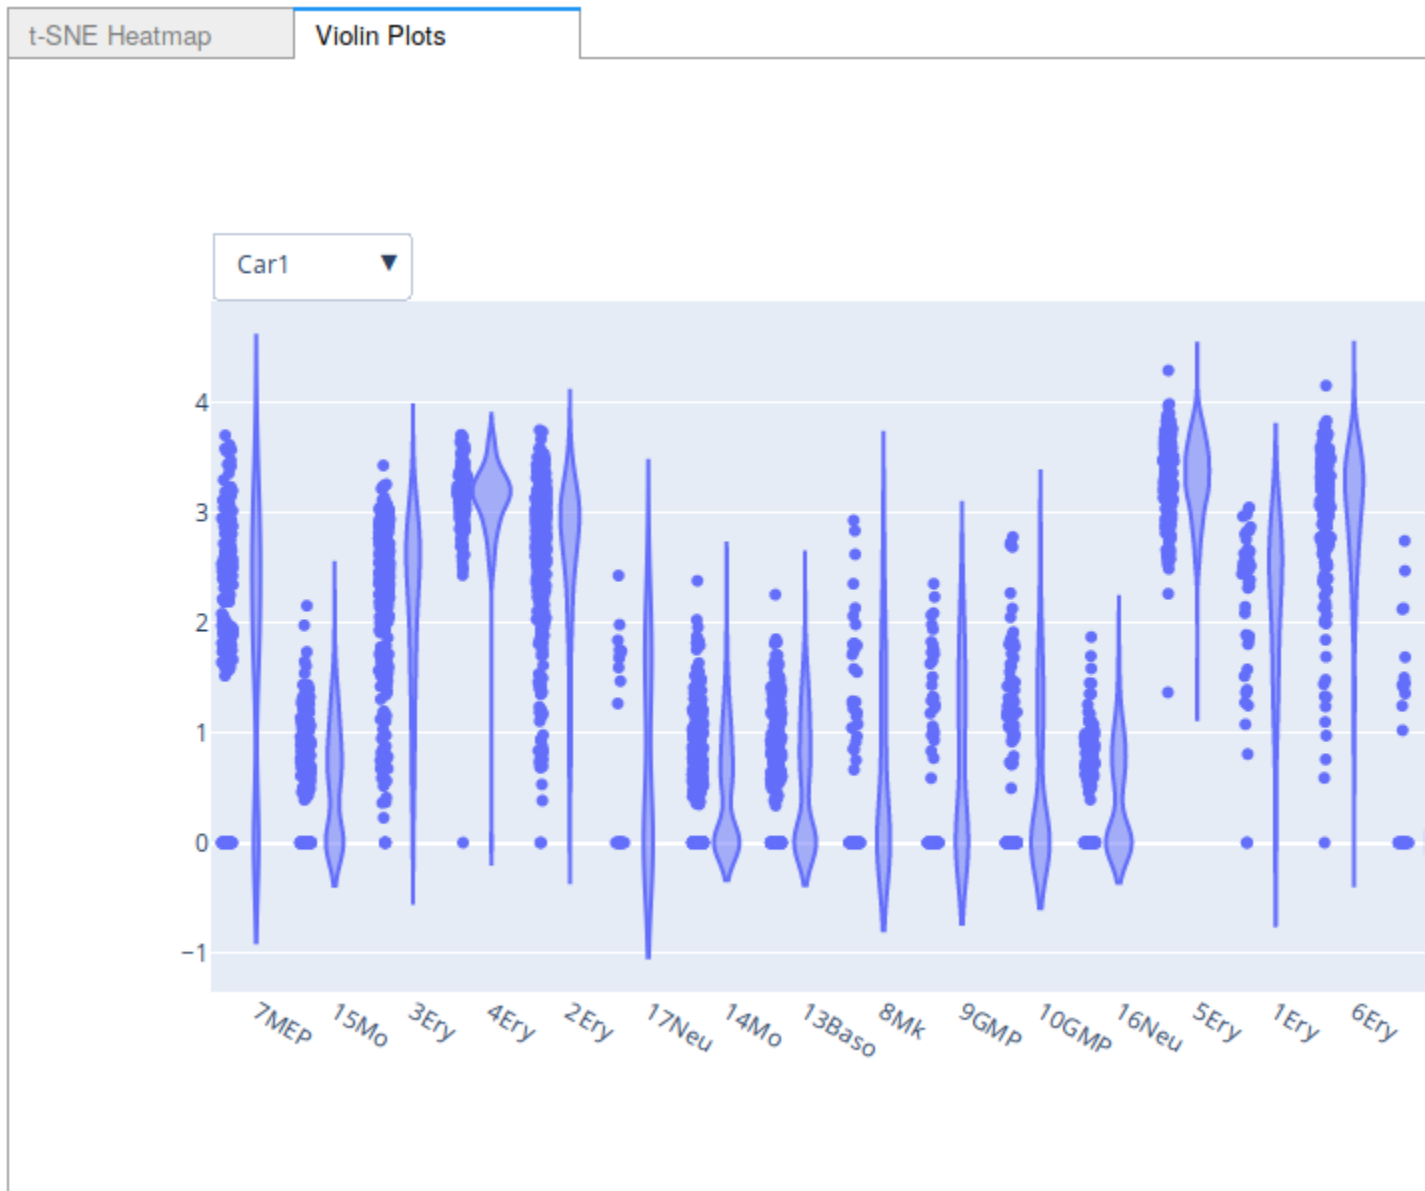 t-SNE Heatmap
Violin Plots
Car1 ▼
4
3
2
1
0
−1
7MEP
15Mo
3Ery
4Ery
2Ery
17Neu
14Mo
13Baso
8Mk
9GMP
10GMP
16Neu
5Ery
1Ery
6Ery